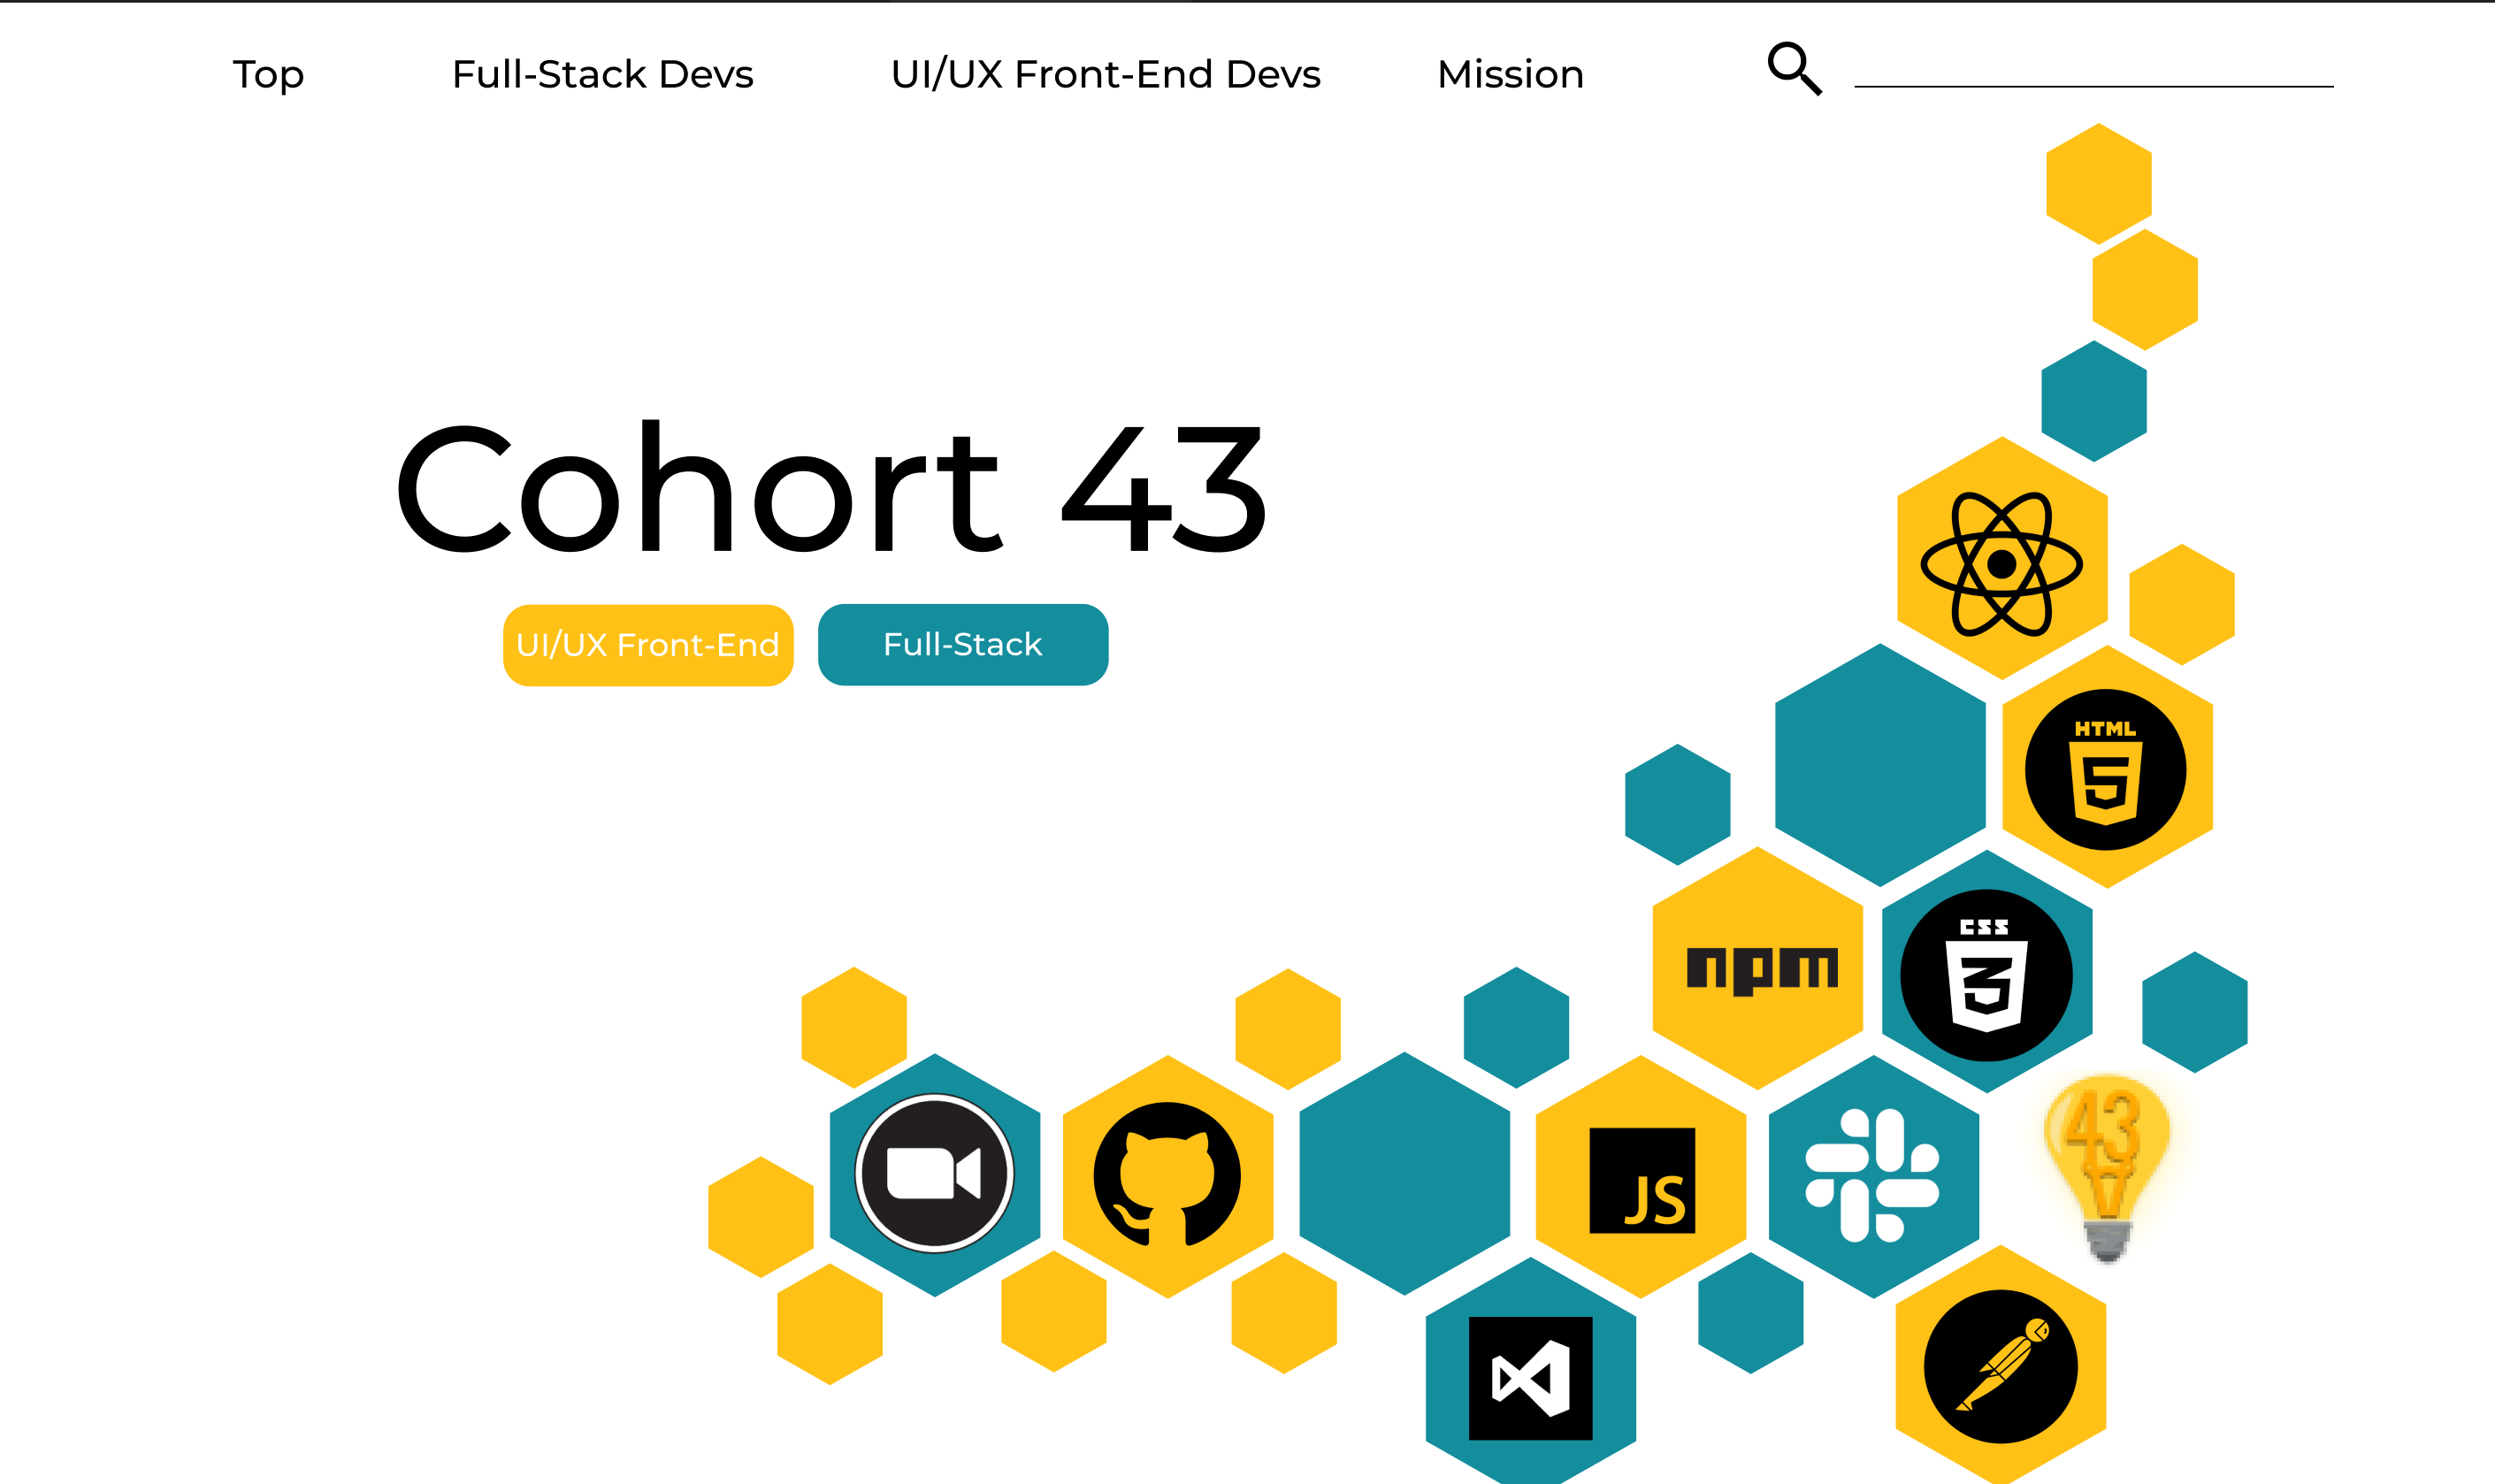 Top Full-Stack Devs UI/UX Front-End Devs Mission
Cohort 43
UI/UX Front-End Full-Stack
HTML
5
npm
CSS
3
43
JS